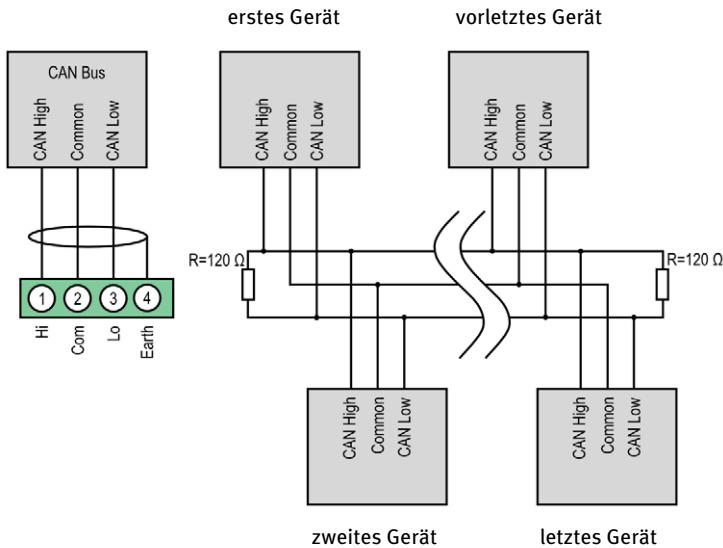 erstes Gerät
vorletztes Gerät
CAN Bus
CAN High
Common
CAN Low
CAN High
Common
CAN Low
CAN High
Common
CAN Low
R=120 Ω
R=120 Ω
1
2
3
4
Hi
Com
Lo
Earth
CAN High
Common
CAN Low
CAN High
Common
CAN Low
zweites Gerät
letztes Gerät